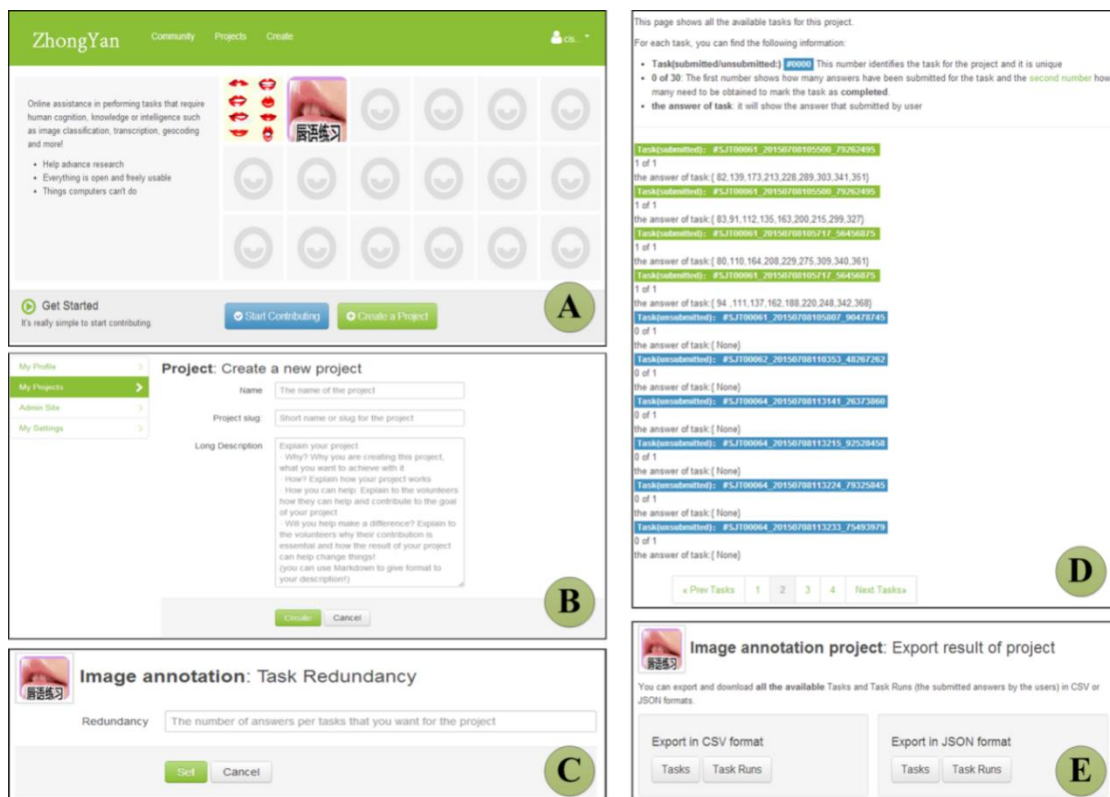 ZhongYan
Community
Projects
Create
cis...
Online assistance in performing tasks that require
human cognition, knowledge or intelligence such
as image classification, transcription, geocoding
and more!
• Help advance research
• Everything is open and freely usable
• Things computers can't do
唇语练习
Get Started
It's really simple to start contributing.
Start Contributing
Create a Project
A
My Profile
My Projects
Admin Site
My Settings
Project: Create a new project
Name
The name of the project
Project slug:
Short name or slug for the project
Long Description
Explain your project
- Why? Why you are creating this project,
what you want to achieve with it
- How? Explain how your project works
- How you can help: Explain to the volunteers
how they can help and contribute to the goal
of your project
- Will you help make a difference? Explain to
the volunteers why their contribution is
essential and how the result of your project
can help change things!
(you can use Markdown to give format to
your description!)
Create
Cancel
B
唇语练习
Image annotation: Task Redundancy
Redundancy
The number of answers per tasks that you want for the project
Set
Cancel
C
This page shows all the available tasks for this project.
For each task, you can find the following information:
• Task(submitted/unsubmitted:) #0000 This number identifies the task for the project and it is unique
• 0 of 30: The first number shows how many answers have been submitted for the task and the second number how
many need to be obtained to mark the task as completed.
• the answer of task: it will show the answer that submitted by user
Task(submitted): #SJT00061_20150708105500_79262495
1 of 1
the answer of task:{ 82,139,173,213,228,289,303,341,351}
Task(submitted): #SJT00061_20150708105500_79262495
1 of 1
the answer of task:{ 83,91,112,135,163,200,215,299,327}
Task(submitted): #SJT00061_20150708105717_56456875
1 of 1
the answer of task:{ 80,110,164,208,229,275,309,340,361}
Task(submitted): #SJT00061_20150708105717_56456875
1 of 1
the answer of task:{ 94 ,111,137,162,188,220,248,342,368}
Task(unsubmitted): #SJT00061_20150708105807_90478745
0 of 1
the answer of task:{ None}
Task(unsubmitted): #SJT00062_20150708110353_48267262
0 of 1
the answer of task:{ None}
Task(unsubmitted): #SJT00064_20150708113141_26373860
0 of 1
the answer of task:{ None}
Task(unsubmitted): #SJT00064_20150708113215_92528458
0 of 1
the answer of task:{ None}
Task(unsubmitted): #SJT00064_20150708113224_79325845
0 of 1
the answer of task:{ None}
Task(unsubmitted): #SJT00064_20150708113233_75493979
0 of 1
the answer of task:{ None}
« Prev Tasks 1 2 3 4 Next Tasks»
D
唇语练习
Image annotation project: Export result of project
You can export and download all the available Tasks and Task Runs (the submitted answers by the users) in CSV or
JSON formats.
Export in CSV format
Tasks
Task Runs
Export in JSON format
Tasks
Task Runs
E